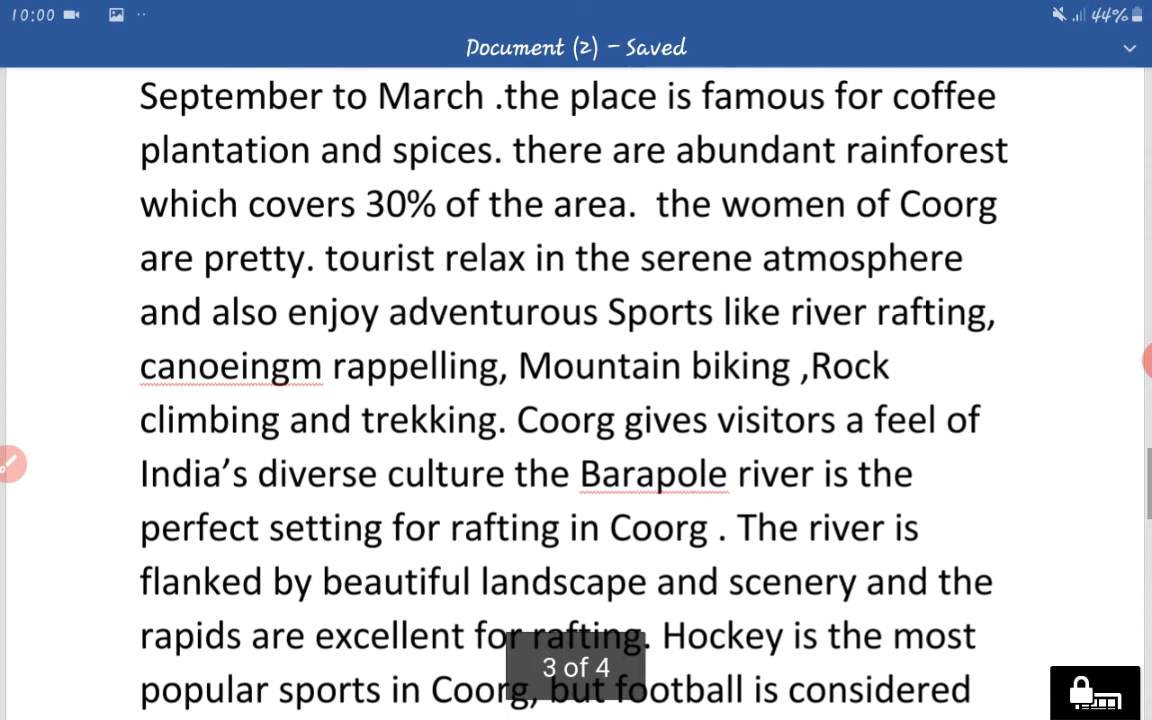 10:00 44%
Document (2) – Saved
September to March .the place is famous for coffee
plantation and spices. there are abundant rainforest
which covers 30% of the area.  the women of Coorg
are pretty. tourist relax in the serene atmosphere
and also enjoy adventurous Sports like river rafting,
canoeingm rappelling, Mountain biking ,Rock
climbing and trekking. Coorg gives visitors a feel of
India’s diverse culture the Barapole river is the
perfect setting for rafting in Coorg . The river is
flanked by beautiful landscape and scenery and the
rapids are excellent for rafting. Hockey is the most
3 of 4
popular sports in Coorg, but football is considered